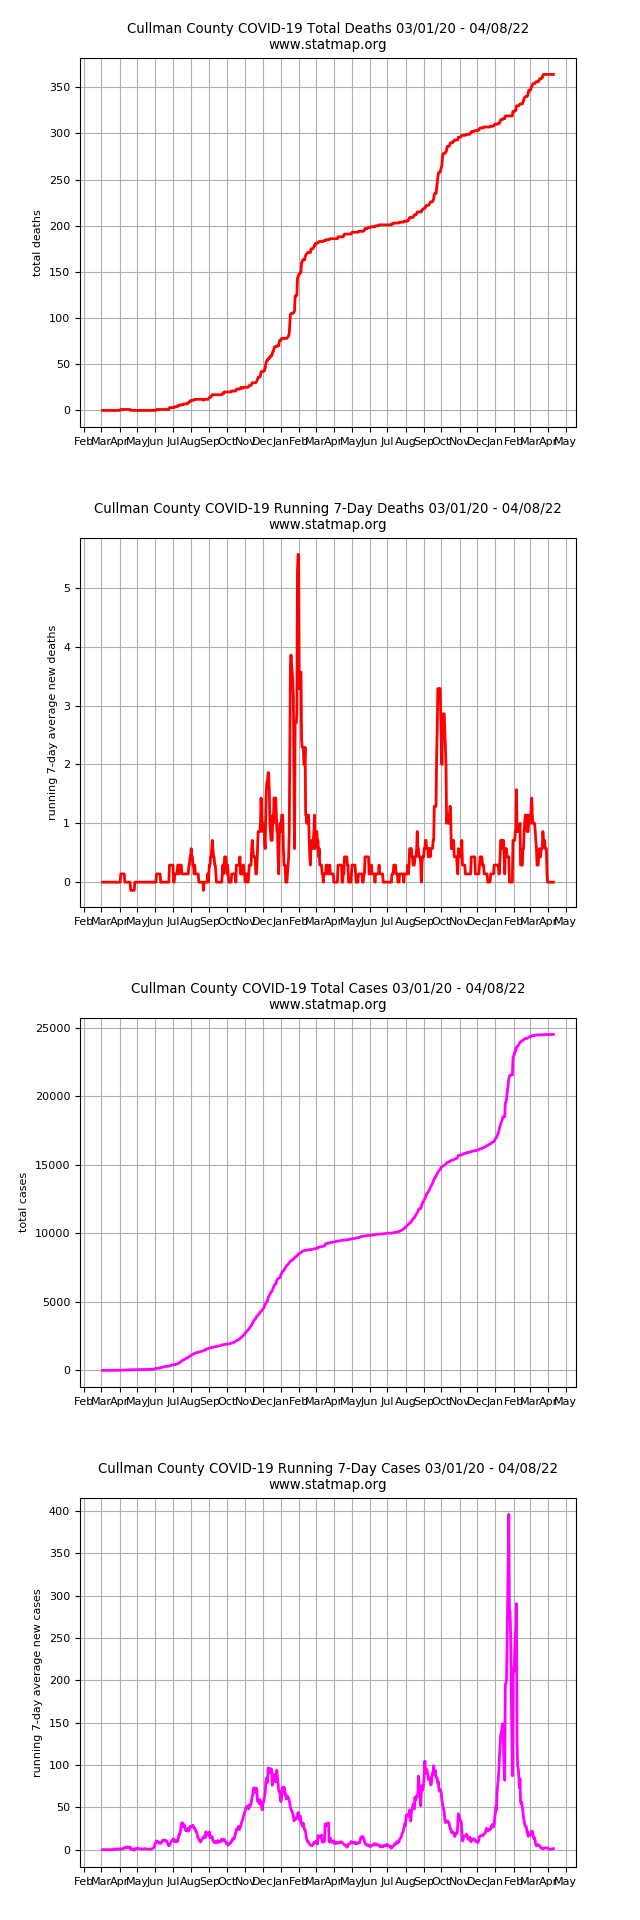 Cullman County COVID-19 Total Deaths 03/01/20 - 04/08/22
www.statmap.org
total deaths
350
300
250
200
150
100
50
0
Feb Mar Apr May Jun Jul Aug Sep Oct Nov Dec Jan Feb Mar Apr May Jun Jul Aug Sep Oct Nov Dec Jan Feb Mar Apr May
Cullman County COVID-19 Running 7-Day Deaths 03/01/20 - 04/08/22
www.statmap.org
running 7-day average new deaths
5
4
3
2
1
0
Feb Mar Apr May Jun Jul Aug Sep Oct Nov Dec Jan Feb Mar Apr May Jun Jul Aug Sep Oct Nov Dec Jan Feb Mar Apr May
Cullman County COVID-19 Total Cases 03/01/20 - 04/08/22
www.statmap.org
total cases
25000
20000
15000
10000
5000
0
Feb Mar Apr May Jun Jul Aug Sep Oct Nov Dec Jan Feb Mar Apr May Jun Jul Aug Sep Oct Nov Dec Jan Feb Mar Apr May
Cullman County COVID-19 Running 7-Day Cases 03/01/20 - 04/08/22
www.statmap.org
running 7-day average new cases
400
350
300
250
200
150
100
50
0
Feb Mar Apr May Jun Jul Aug Sep Oct Nov Dec Jan Feb Mar Apr May Jun Jul Aug Sep Oct Nov Dec Jan Feb Mar Apr May